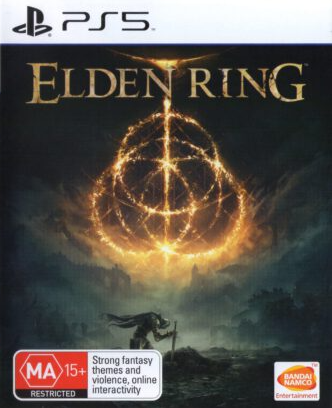 PS5
ELDEN RING
MA 15+
RESTRICTED
Strong fantasy
themes and
violence, online
interactivity
BANDAI
NAMCO
Entertainment